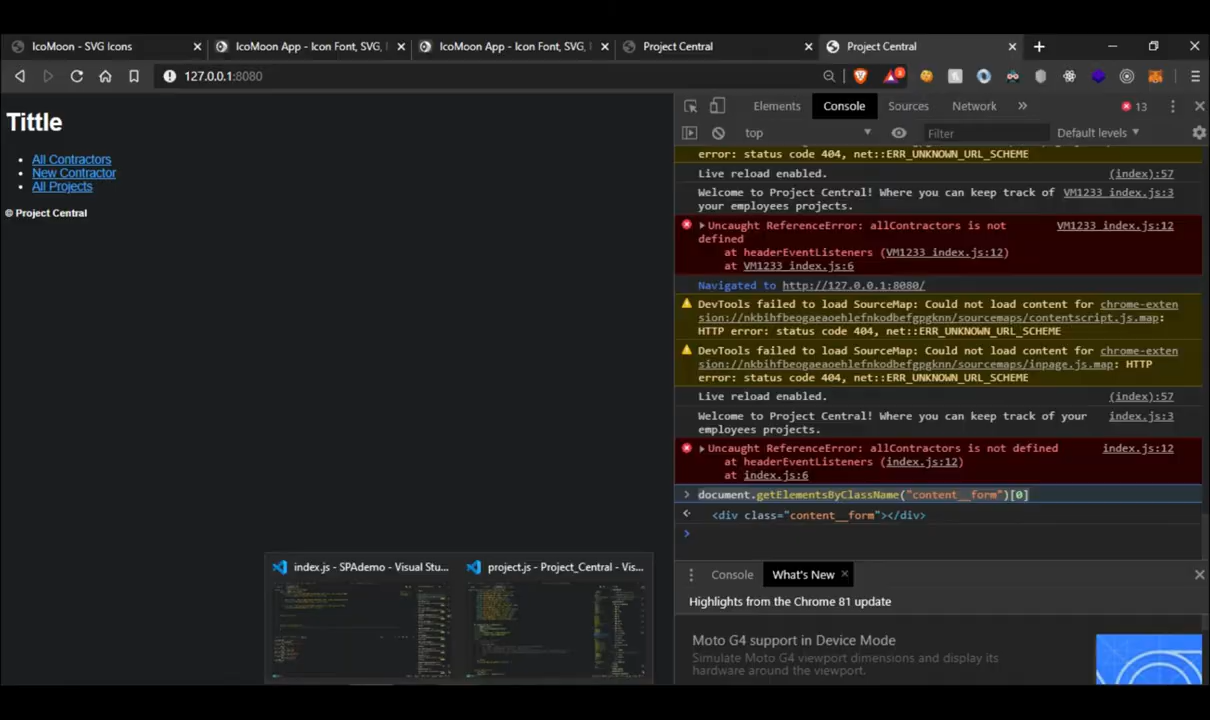 IcoMoon - SVG Icons
IcoMoon App - Icon Font, SVG,
IcoMoon App - Icon Font, SVG,
Project Central
Project Central
127.0.0.1:8080
Tittle
All Contractors
New Contractor
All Projects
© Project Central
Elements Console Sources Network » 13
top Filter Default levels
error: status code 404, net::ERR_UNKNOWN_URL_SCHEME
Live reload enabled. (index):57
Welcome to Project Central! Where you can keep track of VM1233 index.js:3
your employees projects.
Uncaught ReferenceError: allContractors is not VM1233 index.js:12
defined
at headerEventListeners (VM1233 index.js:12)
at VM1233 index.js:6
Navigated to http://127.0.0.1:8080/
DevTools failed to load SourceMap: Could not load content for chrome-exten
sion://nkbihfbeogaeaoehlefnkodbefgpgknn/sourcemaps/contentscript.js.map:
HTTP error: status code 404, net::ERR_UNKNOWN_URL_SCHEME
DevTools failed to load SourceMap: Could not load content for chrome-exten
sion://nkbihfbeogaeaoehlefnkodbefgpgknn/sourcemaps/inpage.js.map: HTTP
error: status code 404, net::ERR_UNKNOWN_URL_SCHEME
Live reload enabled. (index):57
Welcome to Project Central! Where you can keep track of your index.js:3
employees projects.
Uncaught ReferenceError: allContractors is not defined index.js:12
at headerEventListeners (index.js:12)
at index.js:6
document.getElementsByClassName("content__form")[0]
<div class="content__form"></div>
index.js - SPAdemo - Visual Stu...
project.js - Project_Central - Vis...
Console What's New
Highlights from the Chrome 81 update
Moto G4 support in Device Mode
Simulate Moto G4 viewport dimensions and display its
hardware around the viewport.